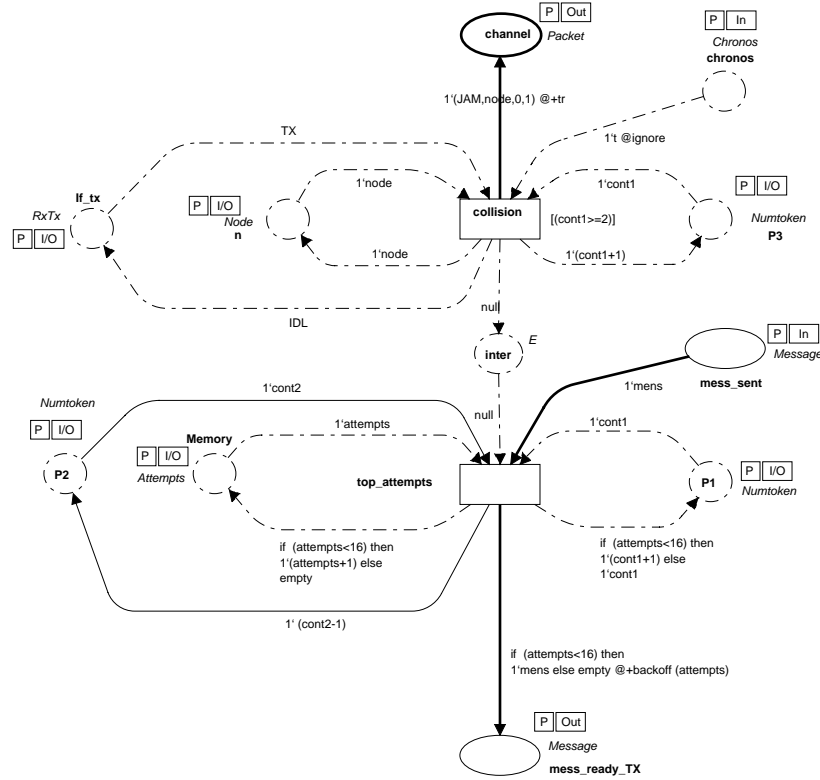 P Out
channel
Packet
P In
Chronos
chronos
1‘(JAM,node,0,1) @+tr
1‘t @ignore
TX
1‘node
1‘cont1
If_tx
RxTx
P I/O
P I/O
Node
n
collision
[(cont1>=2)]
P I/O
Numtoken
P3
1‘node
1‘(cont1+1)
IDL
null
inter
E
P In
Message
mess_sent
1‘mens
1‘cont2
Numtoken
P I/O
P2
null
Memory
P I/O
Attempts
1‘attempts
1‘cont1
top_attempts
P1
P I/O
Numtoken
if (attempts<16) then
1‘(attempts+1) else
empty
if (attempts<16) then
1‘(cont1+1) else
1‘cont1
1‘ (cont2-1)
if (attempts<16) then
1‘mens else empty @+backoff (attempts)
P Out
Message
mess_ready_TX